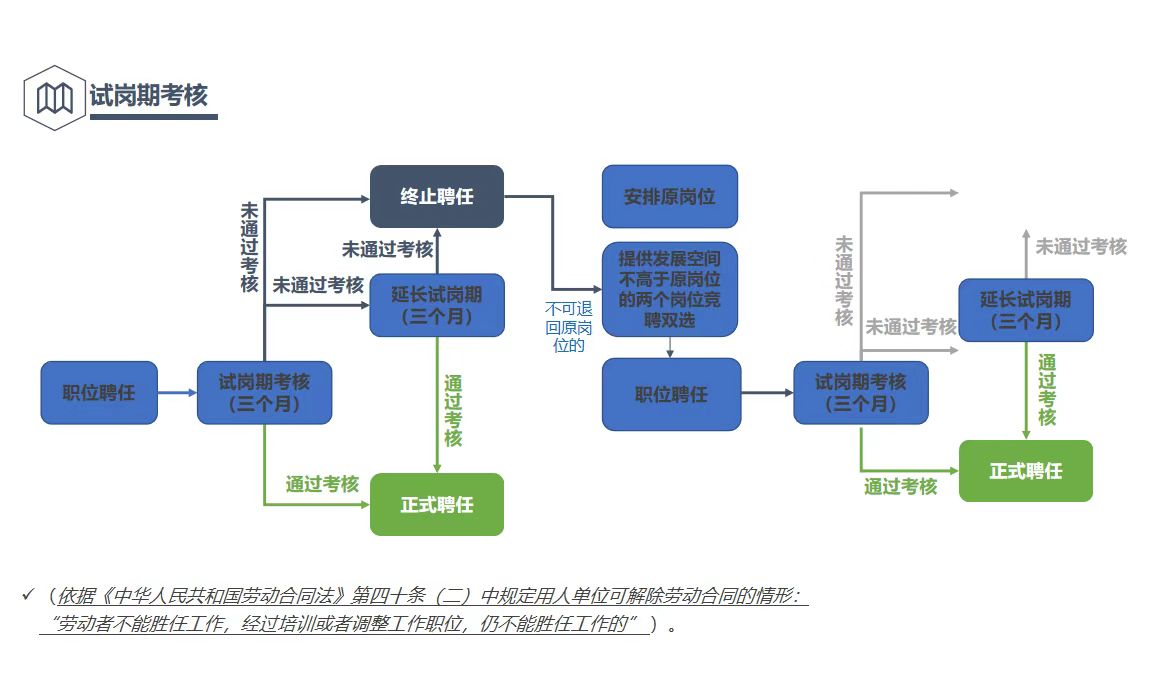 试岗期考核
终止聘任
未通过考核
未通过考核
未通过考核
延长试岗期
（三个月）
职位聘任
试岗期考核
（三个月）
通过考核
通过考核
正式聘任
安排原岗位
提供发展空间
不高于原岗位
的两个岗位竞
聘双选
不可退
回原岗
位的
职位聘任
试岗期考核
（三个月）
未通过考核
未通过考核
未通过考核
延长试岗期
（三个月）
通过考核
通过考核
正式聘任
✓（依据《中华人民共和国劳动合同法》第四十条（二）中规定用人单位可解除劳动合同的情形：
“劳动者不能胜任工作，经过培训或者调整工作职位，仍不能胜任工作的”）。